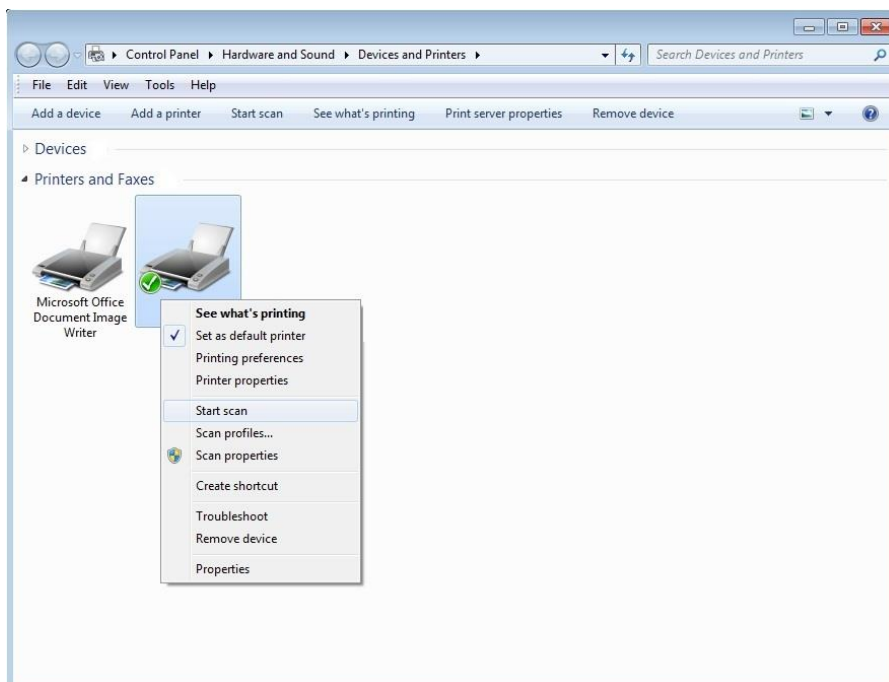 Control Panel Hardware and Sound Devices and Printers
Search Devices and Printers
File Edit View Tools Help
Add a device Add a printer Start scan See what's printing Print server properties Remove device
Devices
Printers and Faxes
Microsoft Office
Document Image
Writer
See what's printing
Set as default printer
Printing preferences
Printer properties
Start scan
Scan profiles...
Scan properties
Create shortcut
Troubleshoot
Remove device
Properties